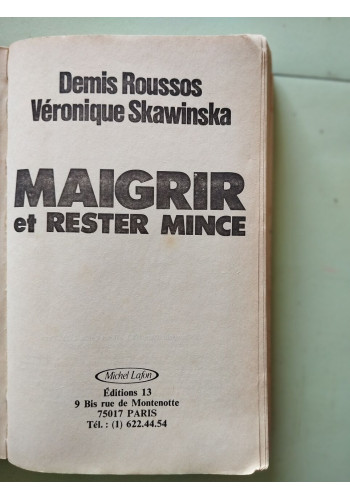 Demis Roussos
Véronique Skawinska
MAIGRIR
et RESTER MINCE
Michel Lafon
Éditions 13
9 Bis rue de Montenotte
75017 PARIS
Tél. : (1) 622.44.54